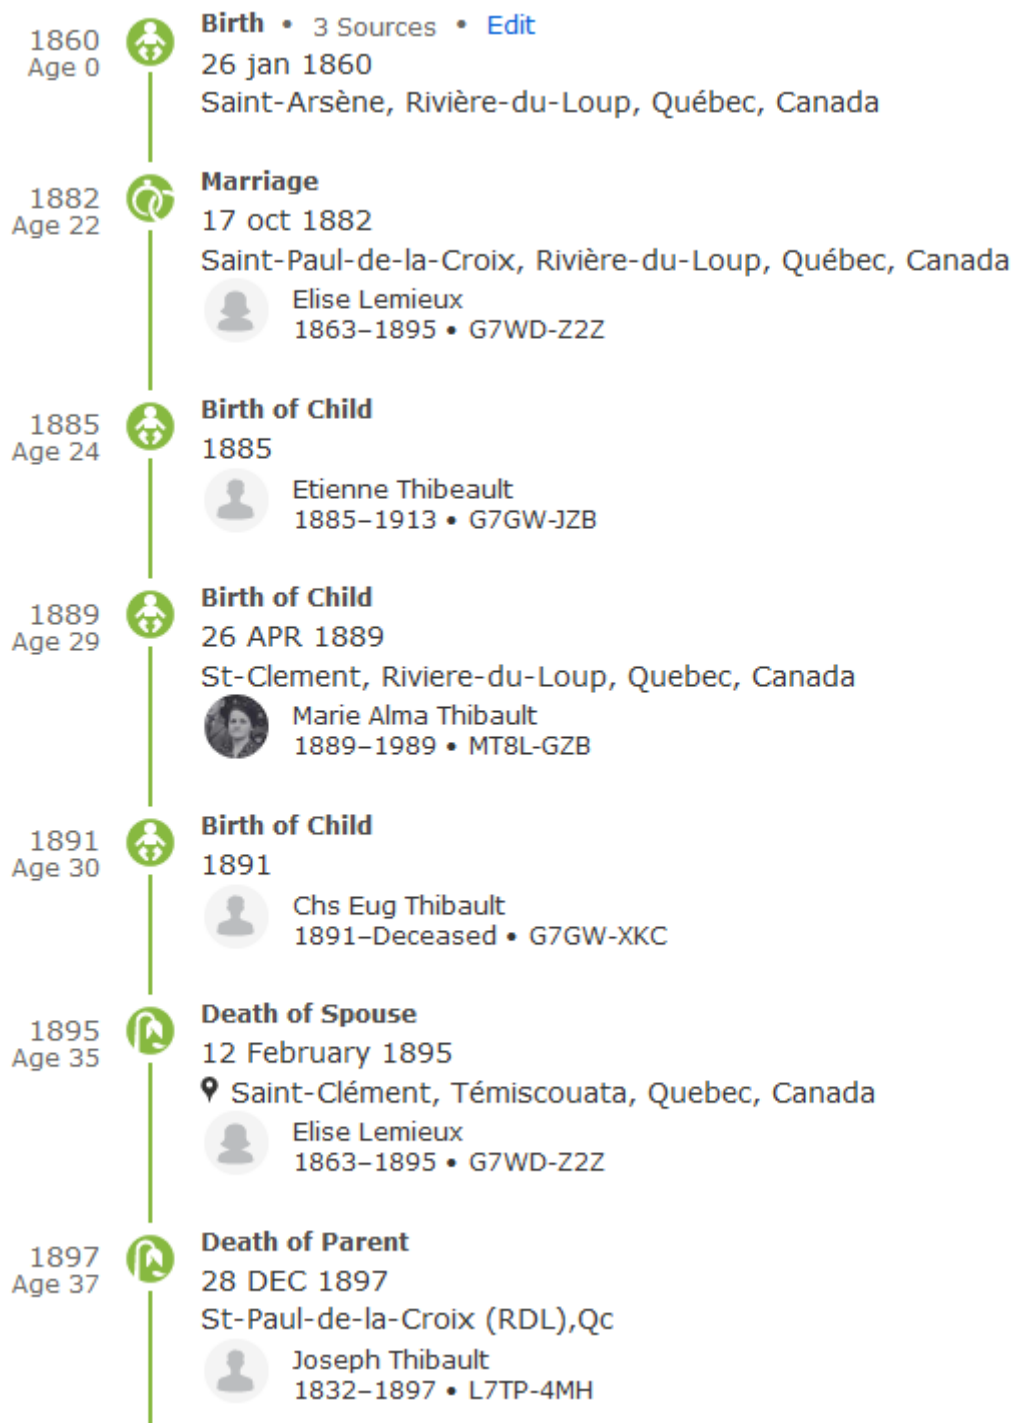 1860
Age 0
Birth • 3 Sources • Edit
26 jan 1860
Saint-Arsène, Rivière-du-Loup, Québec, Canada
1882
Age 22
Marriage
17 oct 1882
Saint-Paul-de-la-Croix, Rivière-du-Loup, Québec, Canada
Elise Lemieux
1863–1895 • G7WD-Z2Z
1885
Age 24
Birth of Child
1885
Etienne Thibeault
1885–1913 • G7GW-JZB
1889
Age 29
Birth of Child
26 APR 1889
St-Clement, Riviere-du-Loup, Quebec, Canada
Marie Alma Thibault
1889–1989 • MT8L-GZB
1891
Age 30
Birth of Child
1891
Chs Eug Thibault
1891–Deceased • G7GW-XKC
1895
Age 35
Death of Spouse
12 February 1895
Saint-Clément, Témiscouata, Quebec, Canada
Elise Lemieux
1863–1895 • G7WD-Z2Z
1897
Age 37
Death of Parent
28 DEC 1897
St-Paul-de-la-Croix (RDL),Qc
Joseph Thibault
1832–1897 • L7TP-4MH